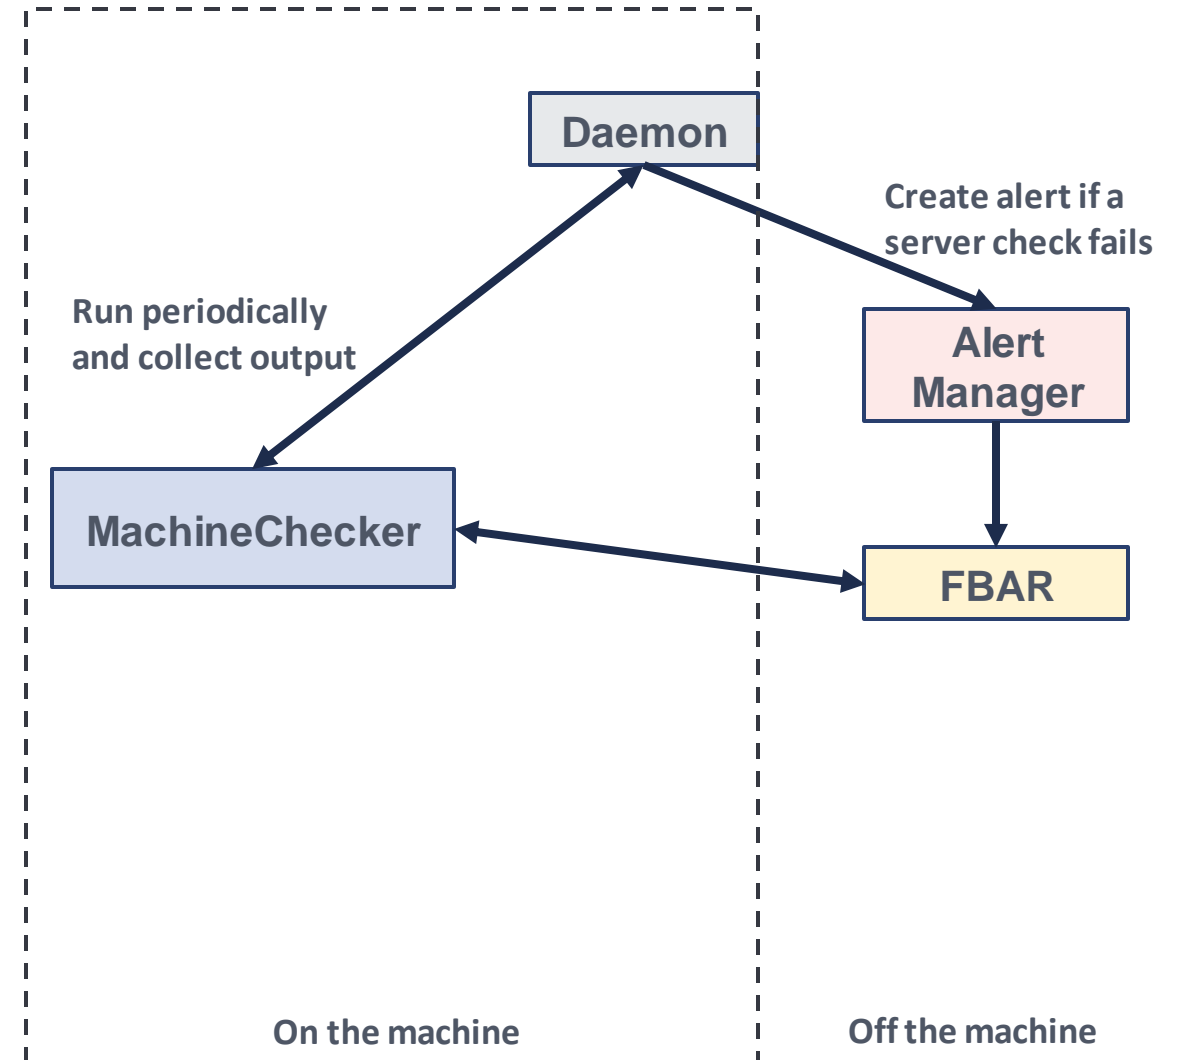 Daemon
Create alert if a
server check fails
Run periodically
and collect output
Alert
Manager
MachineChecker
FBAR
On the machine
Off the machine